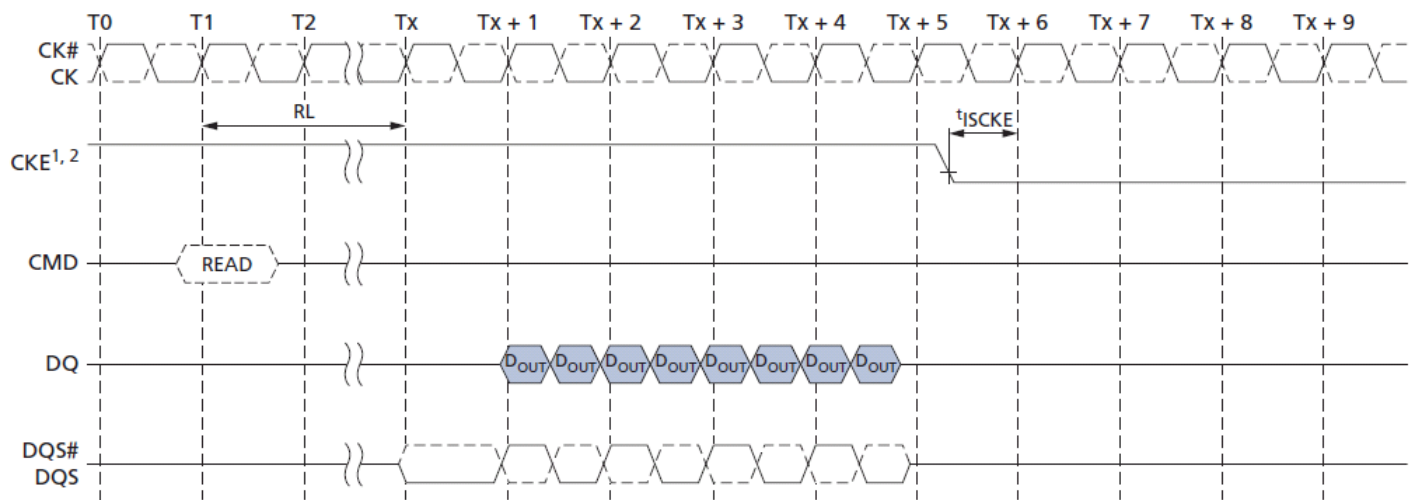 T0 T1 T2 Tx Tx + 1 Tx + 2 Tx + 3 Tx + 4 Tx + 5 Tx + 6 Tx + 7 Tx + 8 Tx + 9
CK#
CK
RL
tISCKE
CKE1, 2
CMD READ
DQ DOUT DOUT DOUT DOUT DOUT DOUT DOUT DOUT
DQS#
DQS